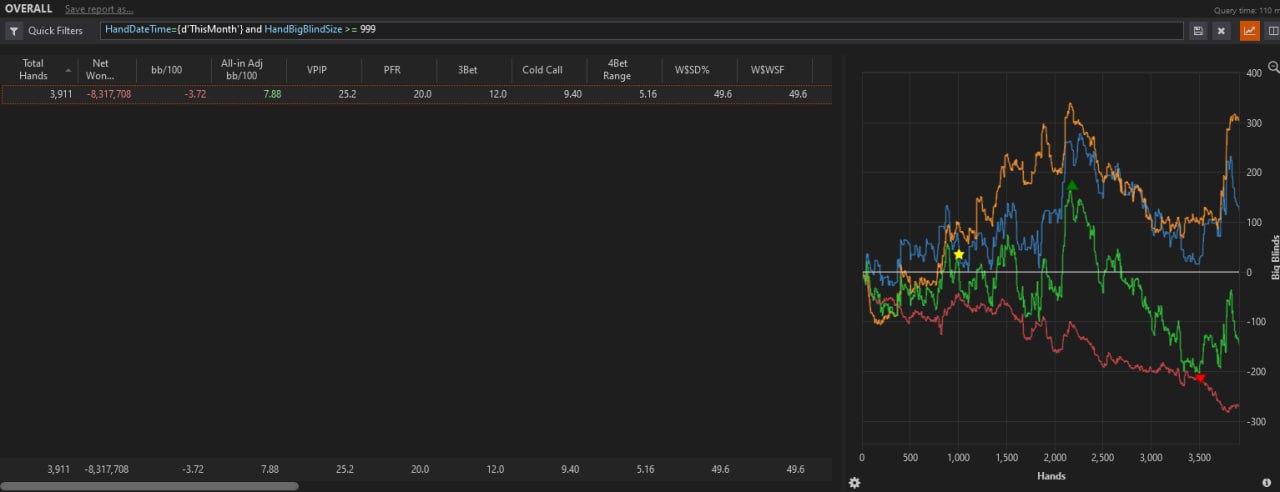 OVERALL Save report as... Query time: 110 m
Quick Filters HandDateTime={d'ThisMonth'} and HandBigBlindSize >= 999
Total Hands Net Won... bb/100 All-in Adj bb/100 VPIP PFR 3Bet Cold Call 4Bet Range W$SD% W$WSF
3,911 -8,317,708 -3.72 7.88 25.2 20.0 12.0 9.40 5.16 49.6 49.6
3,911 -8,317,708 -3.72 7.88 25.2 20.0 12.0 9.40 5.16 49.6 49.6
400
300
200
100
0
-100
-200
-300
Big Blinds
0 500 1,000 1,500 2,000 2,500 3,000 3,500
Hands